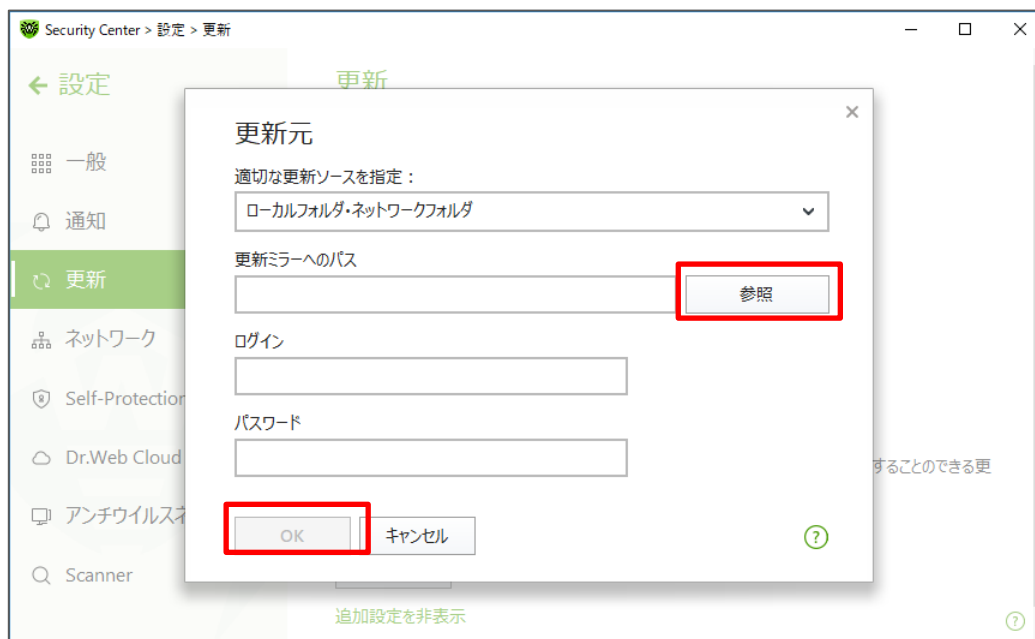 Security Center > 設定 > 更新
設定
更新
一般
通知
更新
ネットワーク
Self-Protection
Dr.Web Cloud
アンチウイルスネ
Scanner
更新元
適切な更新ソースを指定：
ローカルフォルダ・ネットワークフォルダ
更新ミラーへのパス
参照
ログイン
パスワード
OK
キャンセル
?
することのできる更
追加設定を非表示
?